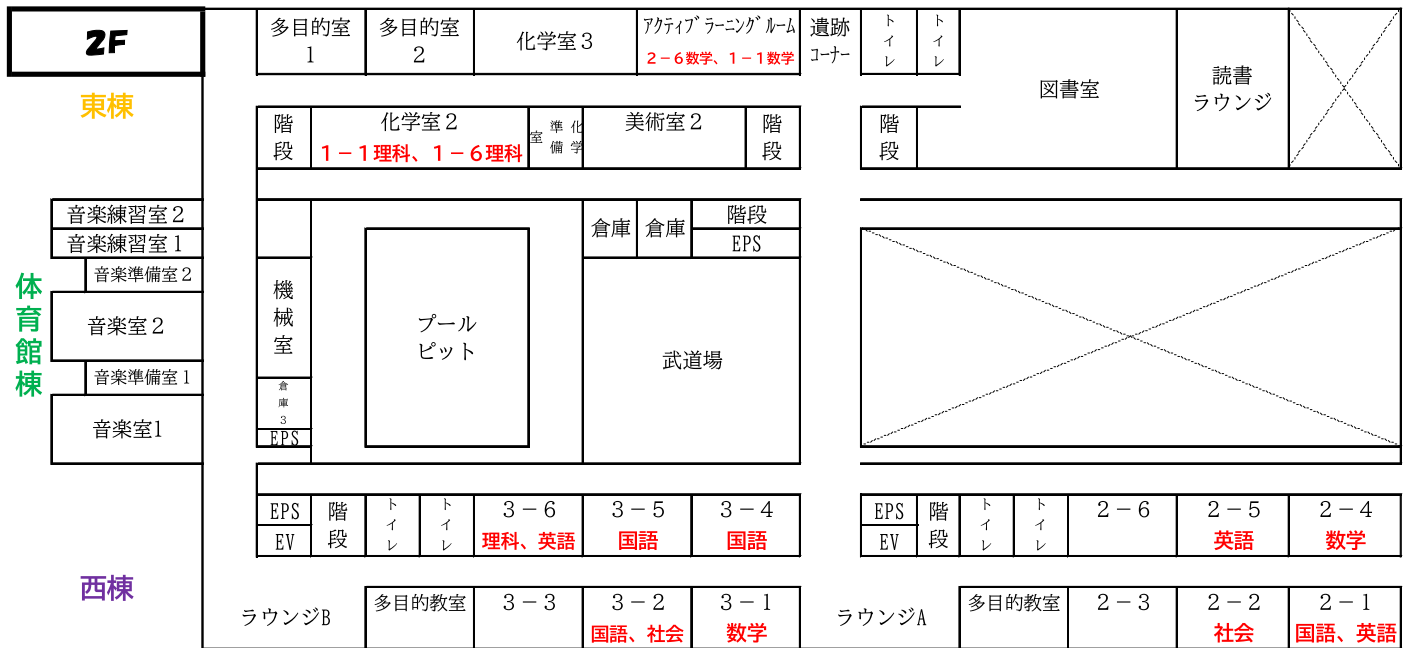 2F
多目的室
1
多目的室
2
化学室3
アクティブラーニングルーム
2-6数学、1-1数学
遺跡
コーナー
トイレ
トイレ
図書室
読書
ラウンジ
東棟
階段
化学室2
1-1理科、1-6理科
化学
準備
室
美術室2
階段
階段
音楽練習室2
音楽練習室1
音楽準備室2
音楽室2
音楽準備室1
音楽室1
体育館棟
機械室
倉庫3
EPS
プール
ピット
倉庫
倉庫
階段
EPS
武道場
西棟
EPS
EV
階段
トイレ
トイレ
3-6
理科、英語
3-5
国語
3-4
国語
EPS
EV
階段
トイレ
トイレ
2-6
2-5
英語
2-4
数学
ラウンジB
多目的教室
3-3
3-2
国語、社会
3-1
数学
ラウンジA
多目的教室
2-3
2-2
社会
2-1
国語、英語